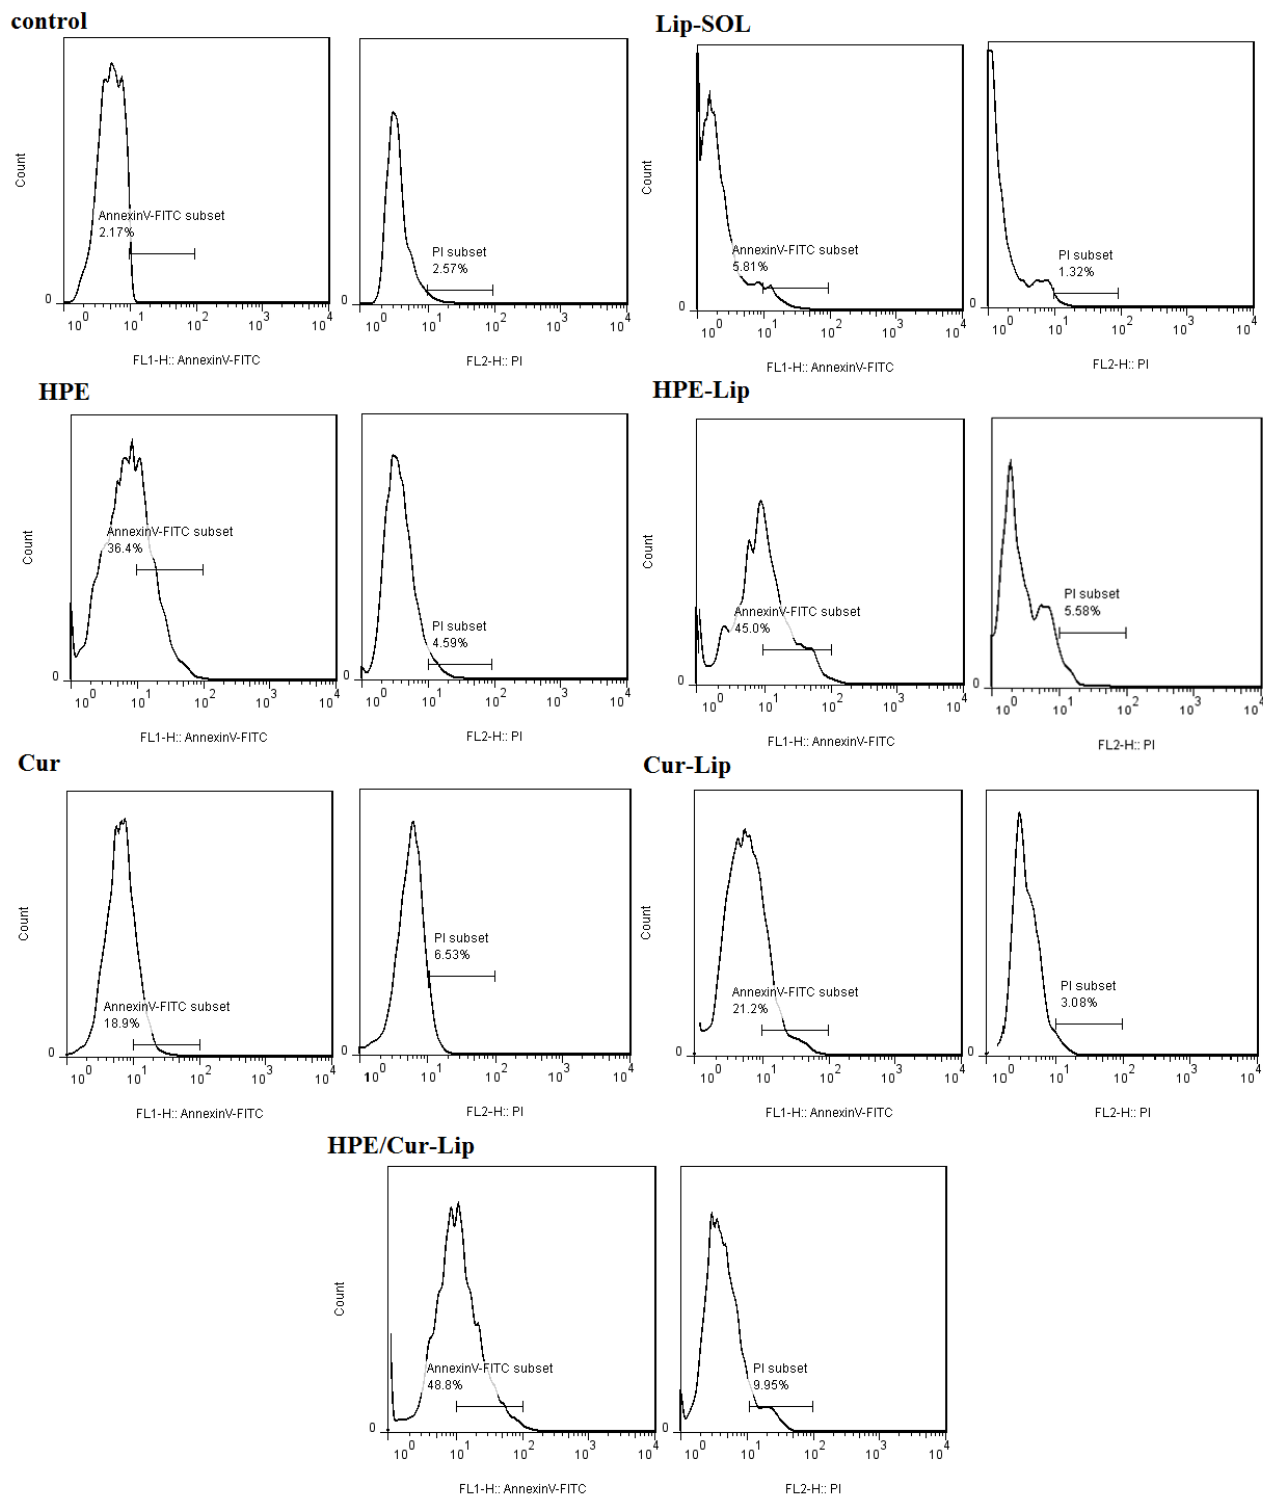 control
Count
AnnexinV-FITC subset
2.17%
0
10^0 10^1 10^2 10^3 10^4
FL1-H:: AnnexinV-FITC
PI subset
2.57%
0
10^0 10^1 10^2 10^3 10^4
FL2-H:: PI
Lip-SOL
Count
AnnexinV-FITC subset
5.81%
0
10^0 10^1 10^2 10^3 10^4
FL1-H:: AnnexinV-FITC
PI subset
1.32%
0
10^0 10^1 10^2 10^3 10^4
FL2-H:: PI
HPE
Count
AnnexinV-FITC subset
36.4%
0
10^0 10^1 10^2 10^3 10^4
FL1-H:: AnnexinV-FITC
PI subset
4.59%
0
10^0 10^1 10^2 10^3 10^4
FL2-H:: PI
HPE-Lip
Count
AnnexinV-FITC subset
45.0%
0
10^0 10^1 10^2 10^3 10^4
FL1-H:: AnnexinV-FITC
PI subset
5.58%
0
10^0 10^1 10^2 10^3 10^4
FL2-H:: PI
Cur
Count
AnnexinV-FITC subset
18.9%
0
10^0 10^1 10^2 10^3 10^4
FL1-H:: AnnexinV-FITC
PI subset
6.53%
0
10^0 10^1 10^2 10^3 10^4
FL2-H:: PI
Cur-Lip
Count
AnnexinV-FITC subset
21.2%
0
10^0 10^1 10^2 10^3 10^4
FL1-H:: AnnexinV-FITC
PI subset
3.08%
0
10^0 10^1 10^2 10^3 10^4
FL2-H:: PI
HPE/Cur-Lip
Count
AnnexinV-FITC subset
48.8%
0
10^0 10^1 10^2 10^3 10^4
FL1-H:: AnnexinV-FITC
PI subset
9.95%
10^0 10^1 10^2 10^3 10^4
FL2-H:: PI